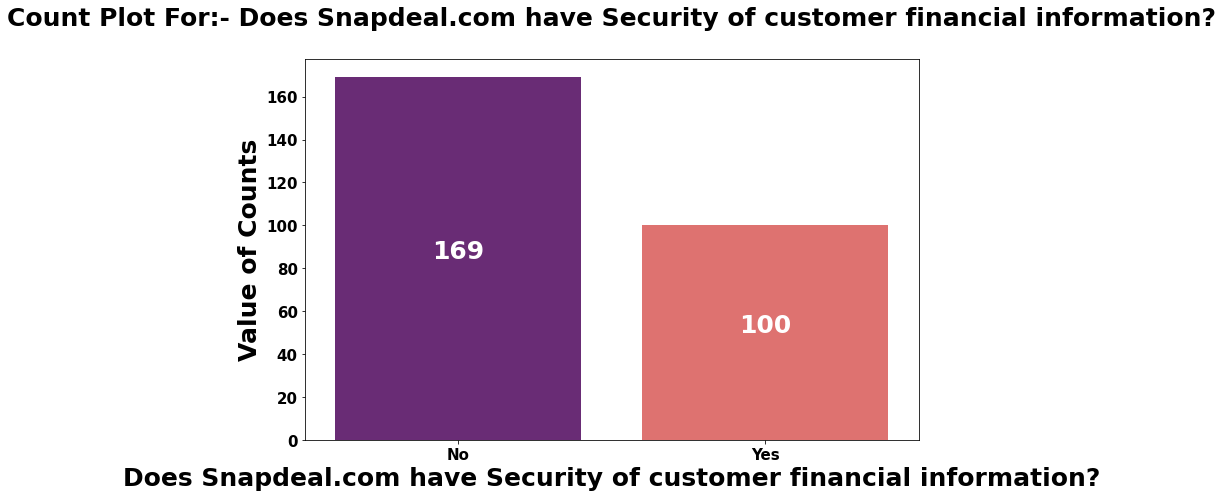 Count Plot For:- Does Snapdeal.com have Security of customer financial information?
Value of Counts
160
140
120
100
80
60
40
20
0
169
100
No Yes
Does Snapdeal.com have Security of customer financial information?